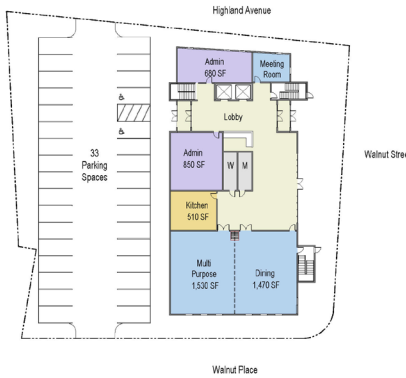 Highland Avenue
Admin
680 SF
Meeting
Room
Lobby
Walnut Stree
33
Parking
Spaces
Admin
850 SF
W M
Kitchen
510 SF
Multi
Purpose
1,530 SF
Dining
1,470 SF
Walnut Place